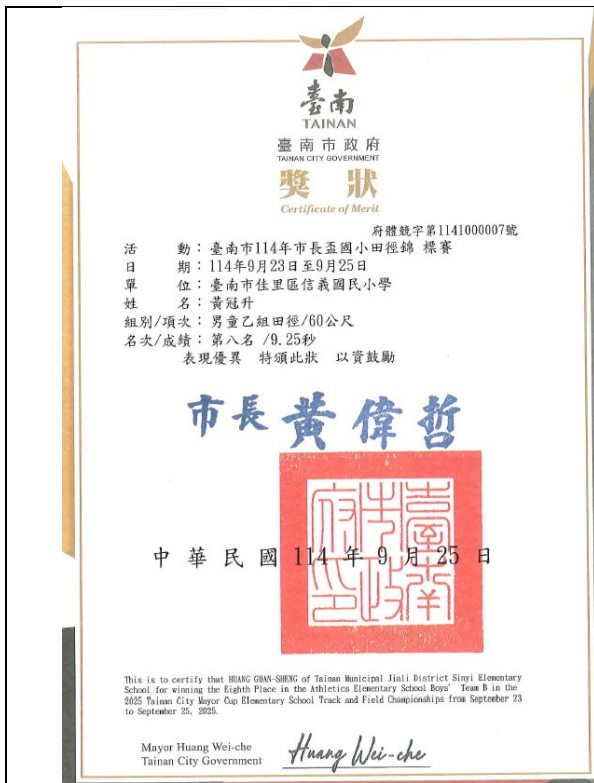 臺南
TAINAN
臺南市政府
TAINAN CITY GOVERNMENT
獎狀
Certificate of Merit
府體競字第1141000007號
活動：臺南市114年市長盃國小田徑錦 標賽
日期：114年9月23日至9月25日
單位：臺南市佳里區信義國民小學
姓名：黃冠升
組別/項次：男童乙組田徑/60公尺
名次/成績：第八名 /9.25秒
表現優異 特頒此狀 以資鼓勵
市長 黃偉哲
臺南市政府印
中華民國 114 年 9 月 25 日
This is to certify that HUANG GUAN-SHENG of Tainan Municipal Jiali District Sinyi Elementary
School for winning the Eighth Place in the Athletics Elementary School Boys' Team B in the
2025 Tainan City Mayor Cup Elementary School Track and Field Championships from September 23
to September 25, 2025.
Mayor Huang Wei-che
Tainan City Government
Huang Wei-che